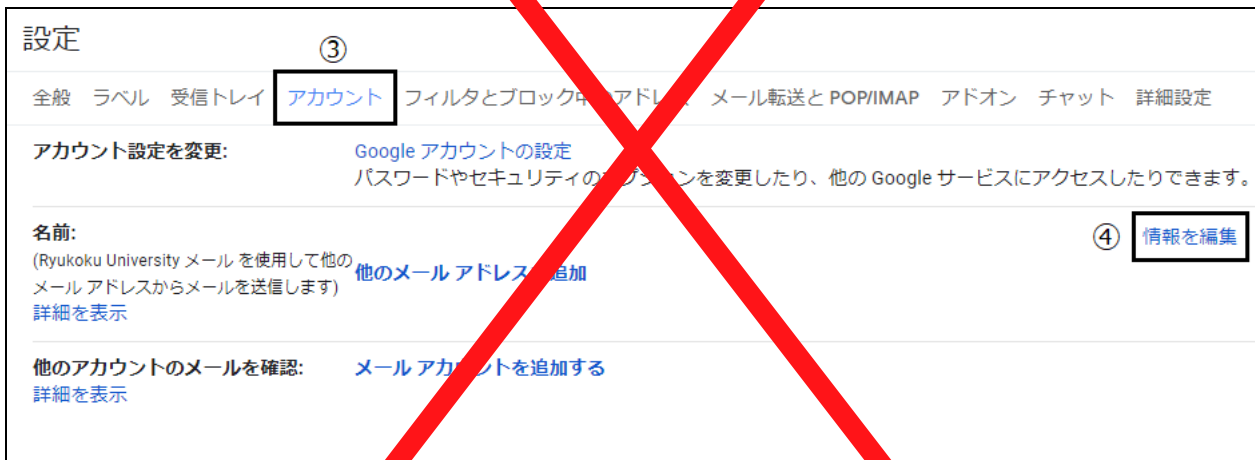 設定
③
全般 ラベル 受信トレイ アカウント フィルタとブロック中 アドレ メール転送と POP/IMAP アドオン チャット 詳細設定
アカウント設定を変更: Google アカウントの設定
パスワードやセキュリティの ンを変更したり、他の Google サービスにアクセスしたりできます。
名前: ④ 情報を編集
(Ryukoku University メール を使用して他の
メール アドレスからメールを送信します) 他のメール アドレス 追加
詳細を表示
他のアカウントのメールを確認: メール アカウントを追加する
詳細を表示